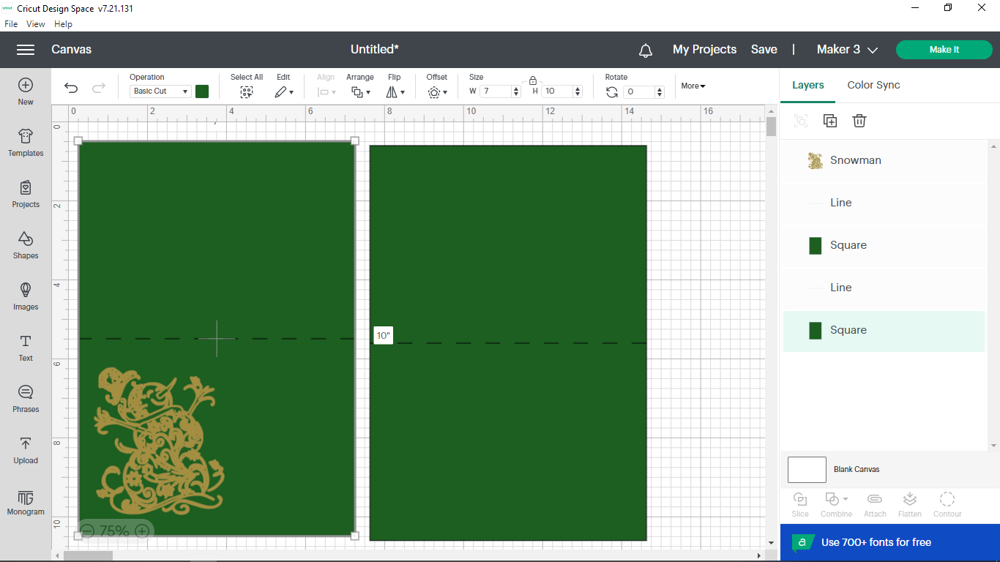 cricut Cricut Design Space v7.21.131
File View Help
Canvas Untitled* My Projects Save | Maker 3 Make It
Operation Select All Edit Align Arrange Flip Offset Size Rotate
Basic Cut W 7 H 10 0 More
Layers Color Sync
New
Templates
Projects
Shapes
Images
Text
Phrases
Upload
Monogram
0 2 4 6 8 10 12 14 16
0
2
4
6
8
10
10"
75%
Snowman
Line
Square
Line
Square
Blank Canvas
Slice Combine Attach Flatten Contour
a Use 700+ fonts for free